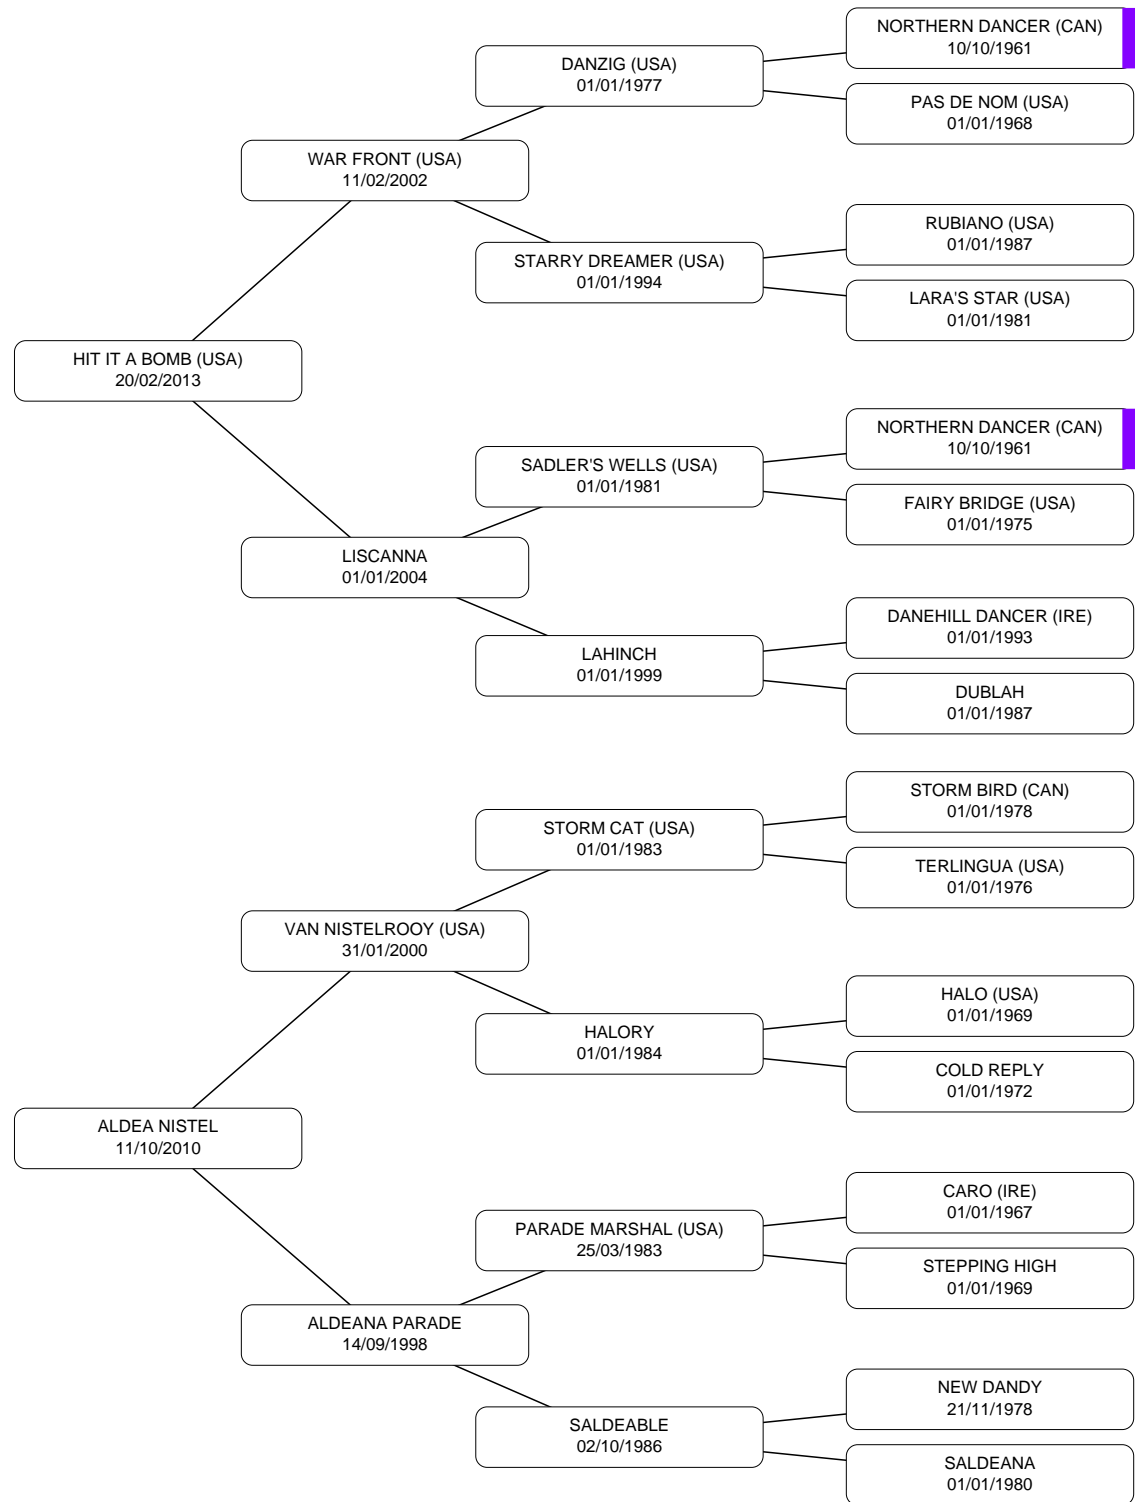 NORTHERN DANCER (CAN)
10/10/1961
DANZIG (USA)
01/01/1977
PAS DE NOM (USA)
01/01/1968
WAR FRONT (USA)
11/02/2002
RUBIANO (USA)
01/01/1987
STARRY DREAMER (USA)
01/01/1994
LARA'S STAR (USA)
01/01/1981
HIT IT A BOMB (USA)
20/02/2013
NORTHERN DANCER (CAN)
10/10/1961
SADLER'S WELLS (USA)
01/01/1981
FAIRY BRIDGE (USA)
01/01/1975
LISCANNA
01/01/2004
DANEHILL DANCER (IRE)
01/01/1993
LAHINCH
01/01/1999
DUBLAH
01/01/1987
STORM BIRD (CAN)
01/01/1978
STORM CAT (USA)
01/01/1983
TERLINGUA (USA)
01/01/1976
VAN NISTELROOY (USA)
31/01/2000
HALO (USA)
01/01/1969
HALORY
01/01/1984
COLD REPLY
01/01/1972
ALDEA NISTEL
11/10/2010
CARO (IRE)
01/01/1967
PARADE MARSHAL (USA)
25/03/1983
STEPPING HIGH
01/01/1969
ALDEANA PARADE
14/09/1998
NEW DANDY
21/11/1978
SALDEABLE
02/10/1986
SALDEANA
01/01/1980